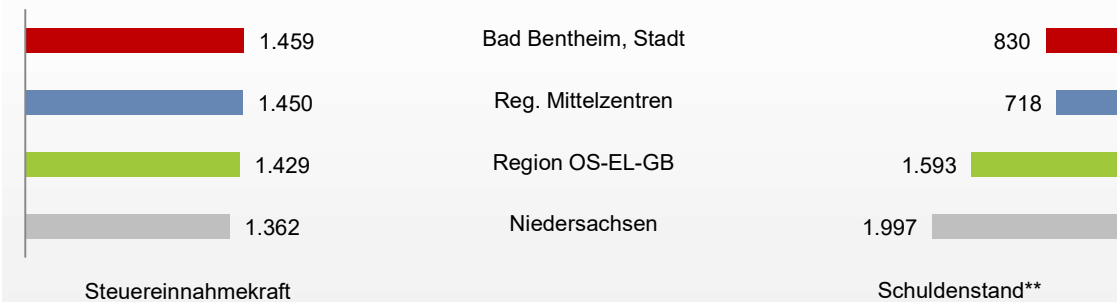 1.459 Bad Bentheim, Stadt 830
1.450 Reg. Mittelzentren 718
1.429 Region OS-EL-GB 1.593
1.362 Niedersachsen 1.997
Steuereinnahmekraft Schuldenstand**